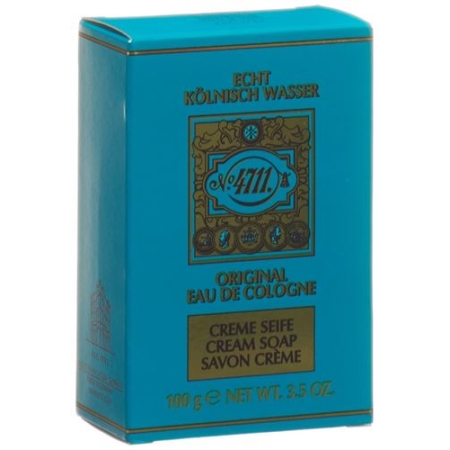 ECHT
KÖLNISCH WASSER
No 4711.
ORIGINAL
EAU DE COLOGNE
CREME SEIFE
CREAM SOAP
SAVON CRÈME
100 g ℮ NET WT. 3.5 OZ.